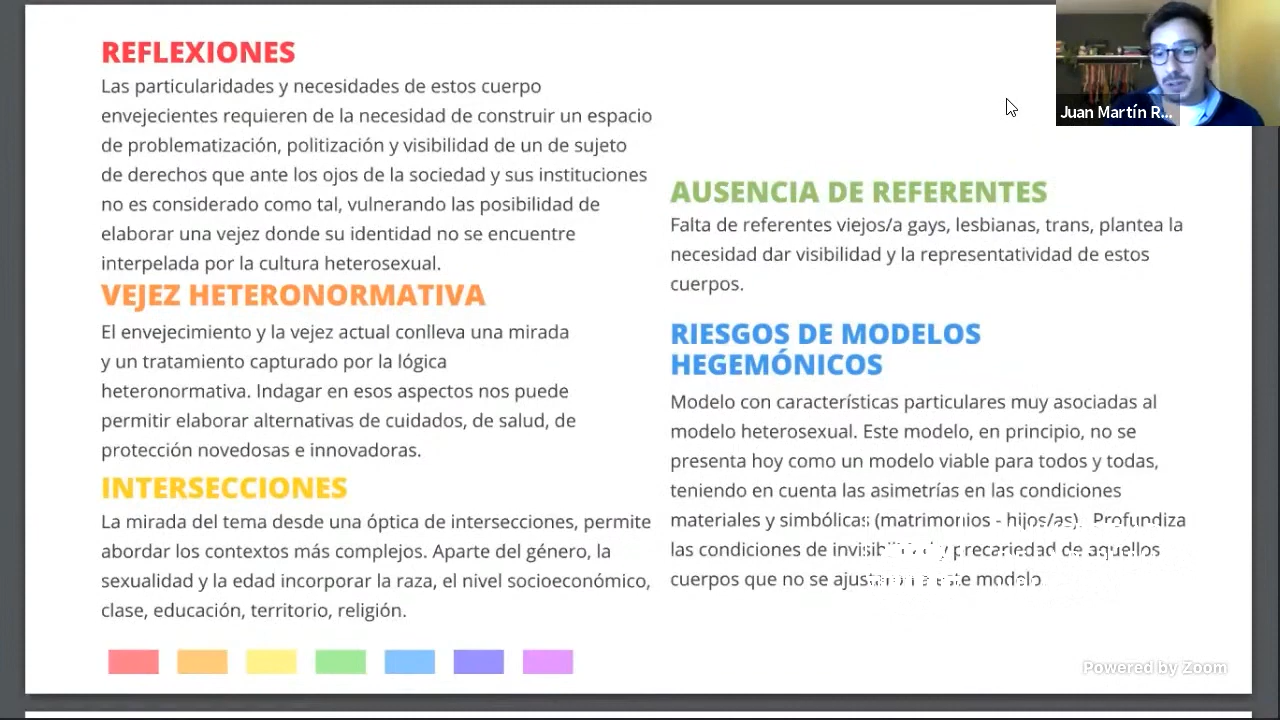 REFLEXIONES
Las particularidades y necesidades de estos cuerpo
envejecientes requieren de la necesidad de construir un espacio
de problematización, politización y visibilidad de un de sujeto
de derechos que ante los ojos de la sociedad y sus instituciones
no es considerado como tal, vulnerando las posibilidad de
elaborar una vejez donde su identidad no se encuentre
interpelada por la cultura heterosexual.
VEJEZ HETERONORMATIVA
El envejecimiento y la vejez actual conlleva una mirada
y un tratamiento capturado por la lógica
heteronormativa. Indagar en esos aspectos nos puede
permitir elaborar alternativas de cuidados, de salud, de
protección novedosas e innovadoras.
INTERSECCIONES
La mirada del tema desde una óptica de intersecciones, permite
abordar los contextos más complejos. Aparte del género, la
sexualidad y la edad incorporar la raza, el nivel socioeconómico,
clase, educación, territorio, religión.
AUSENCIA DE REFERENTES
Falta de referentes viejos/a gays, lesbianas, trans, plantea la
necesidad dar visibilidad y la representatividad de estos
cuerpos.
RIESGOS DE MODELOS
HEGEMÓNICOS
Modelo con características particulares muy asociadas al
modelo heterosexual. Este modelo, en principio, no se
presenta hoy como un modelo viable para todos y todas,
teniendo en cuenta las asimetrías en las condiciones
materiales y simbólicas (matrimonios - hijos/as). Profundiza
las condiciones de y precariedad de aquellos
cuerpos que no se modelo
Juan Martín R...
Powered by Zoom